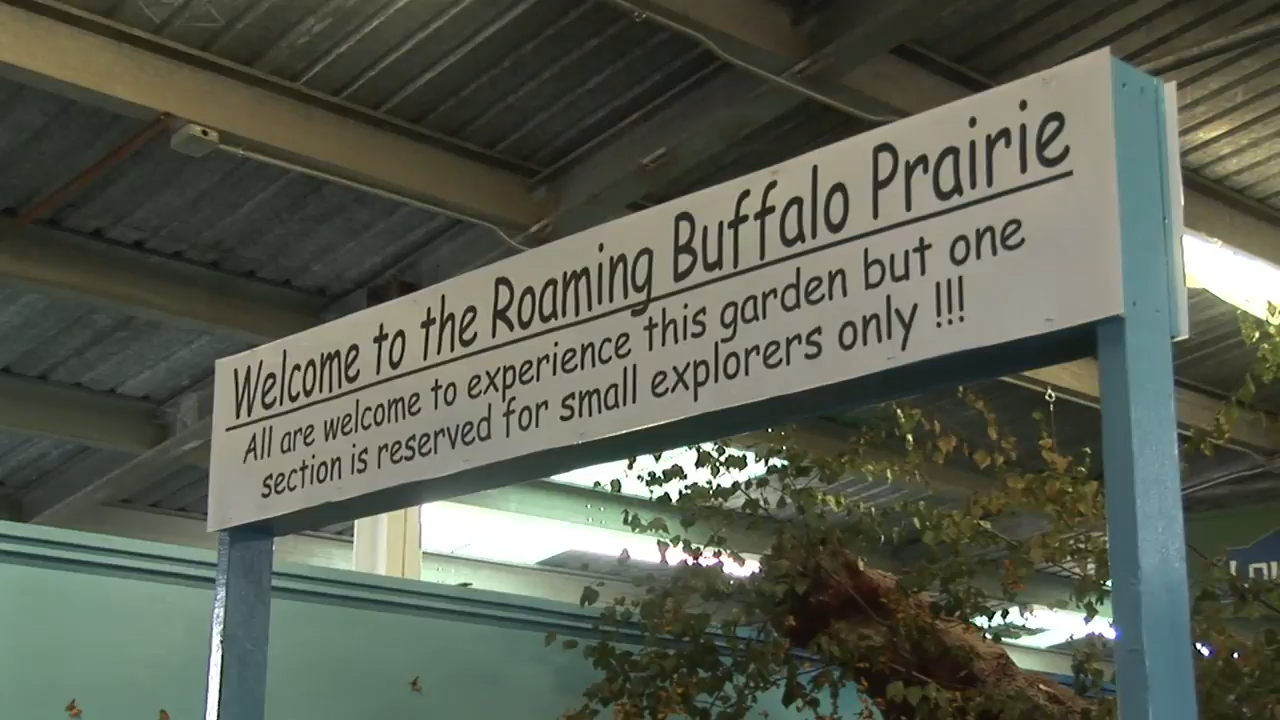 Welcome to the Roaming Buffalo Prairie
All are welcome to experience this garden but one
section is reserved for small explorers only !!!